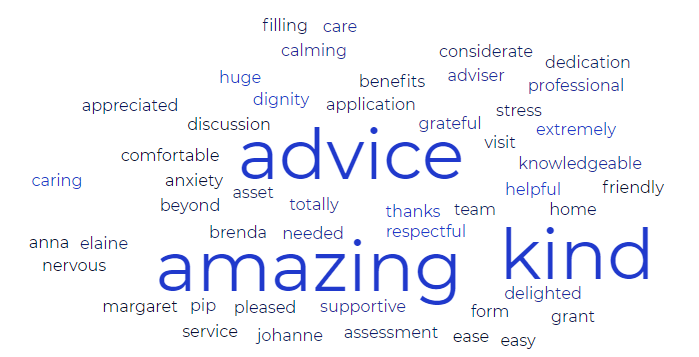 filling care
calming
considerate
dedication
huge
benefits
adviser
professional
appreciated
dignity
application
stress
discussion
grateful
extremely
visit
advice
comfortable
knowledgeable
caring
anxiety
helpful
friendly
asset
beyond
totally
thanks
team
home
brenda
needed
respectful
anna elaine
kind
nervous
amazing
delighted
margaret pip pleased supportive
form
grant
service
johanne
assessment
ease
easy